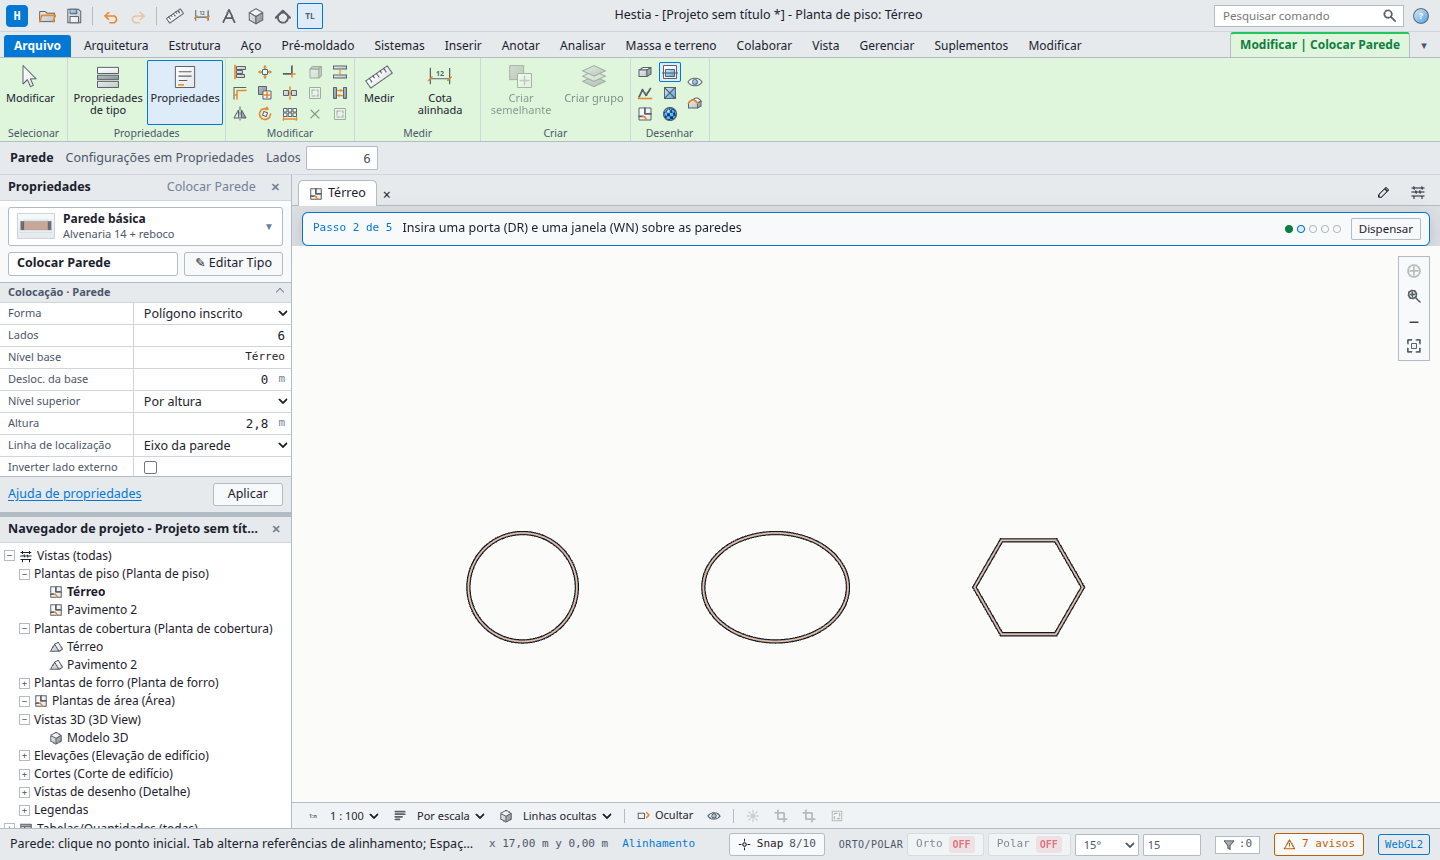 H
TL
Hestia - [Projeto sem título *] - Planta de piso: Térreo
Pesquisar comando
?
Arquivo
Arquitetura
Estrutura
Aço
Pré-moldado
Sistemas
Inserir
Anotar
Analisar
Massa e terreno
Colaborar
Vista
Gerenciar
Suplementos
Modificar
Modificar | Colocar Parede
Modificar
Propriedades de tipo
Propriedades
12
Medir
Cota alinhada
Criar semelhante
Criar grupo
Selecionar
Propriedades
Modificar
Medir
Criar
Desenhar
Parede
Configurações em Propriedades
Lados
6
Propriedades
Colocar Parede
Parede básica
Alvenaria 14 + reboco
Colocar Parede
Editar Tipo
Colocação · Parede
Forma
Polígono inscrito
Lados
6
Nível base
Térreo
Desloc. da base
0 m
Nível superior
Por altura
Altura
2,8 m
Linha de localização
Eixo da parede
Inverter lado externo
Ajuda de propriedades
Aplicar
Navegador de projeto - Projeto sem tít...
Vistas (todas)
Plantas de piso (Planta de piso)
Térreo
Pavimento 2
Plantas de cobertura (Planta de cobertura)
Térreo
Pavimento 2
Plantas de forro (Planta de forro)
Plantas de área (Área)
Vistas 3D (3D View)
Modelo 3D
Elevações (Elevação de edifício)
Cortes (Corte de edifício)
Vistas de desenho (Detalhe)
Legendas
Tabelas/Quantidades (todas)
Térreo
Passo 2 de 5
Insira uma porta (DR) e uma janela (WN) sobre as paredes
Dispensar
1 : 100
Por escala
Linhas ocultas
Ocultar
Parede: clique no ponto inicial. Tab alterna referências de alinhamento; Espaç...
x 17,00 m y 0,00 m
Alinhamento
Snap 8/10
ORTO/POLAR
Orto OFF
Polar OFF
15°
15
:0
7 avisos
WebGL2